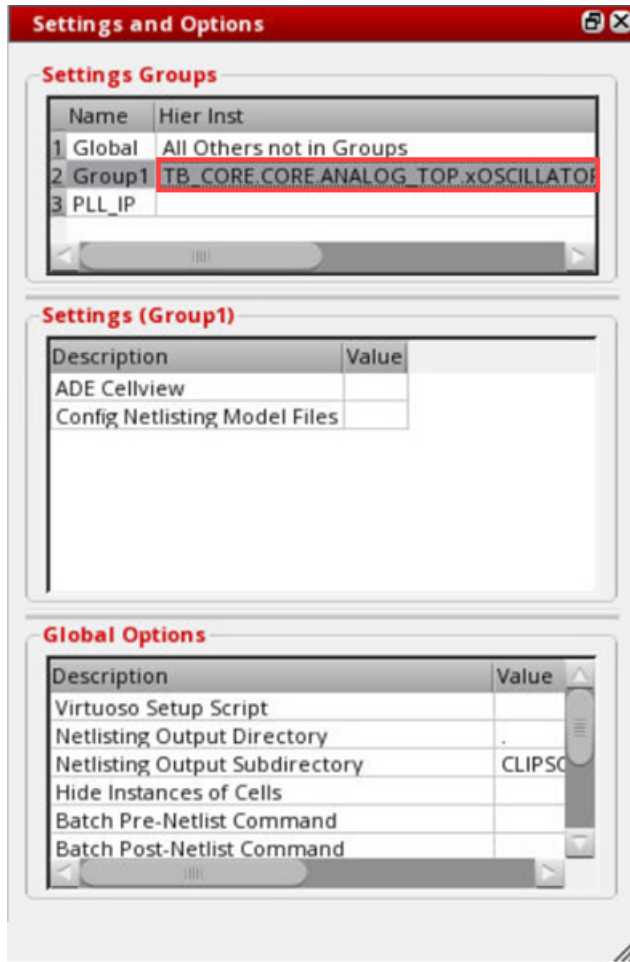 Settings and Options
Settings Groups
Name Hier Inst
1 Global All Others not in Groups
2 Group1 TB_CORE.CORE.ANALOG_TOP.xOSCILLATOR
3 PLL_IP
Settings (Group1)
Description Value
ADE Cellview
Config Netlisting Model Files
Global Options
Description Value
Virtuoso Setup Script
Netlisting Output Directory .
Netlisting Output Subdirectory CLIPSO
Hide Instances of Cells
Batch Pre-Netlist Command
Batch Post-Netlist Command